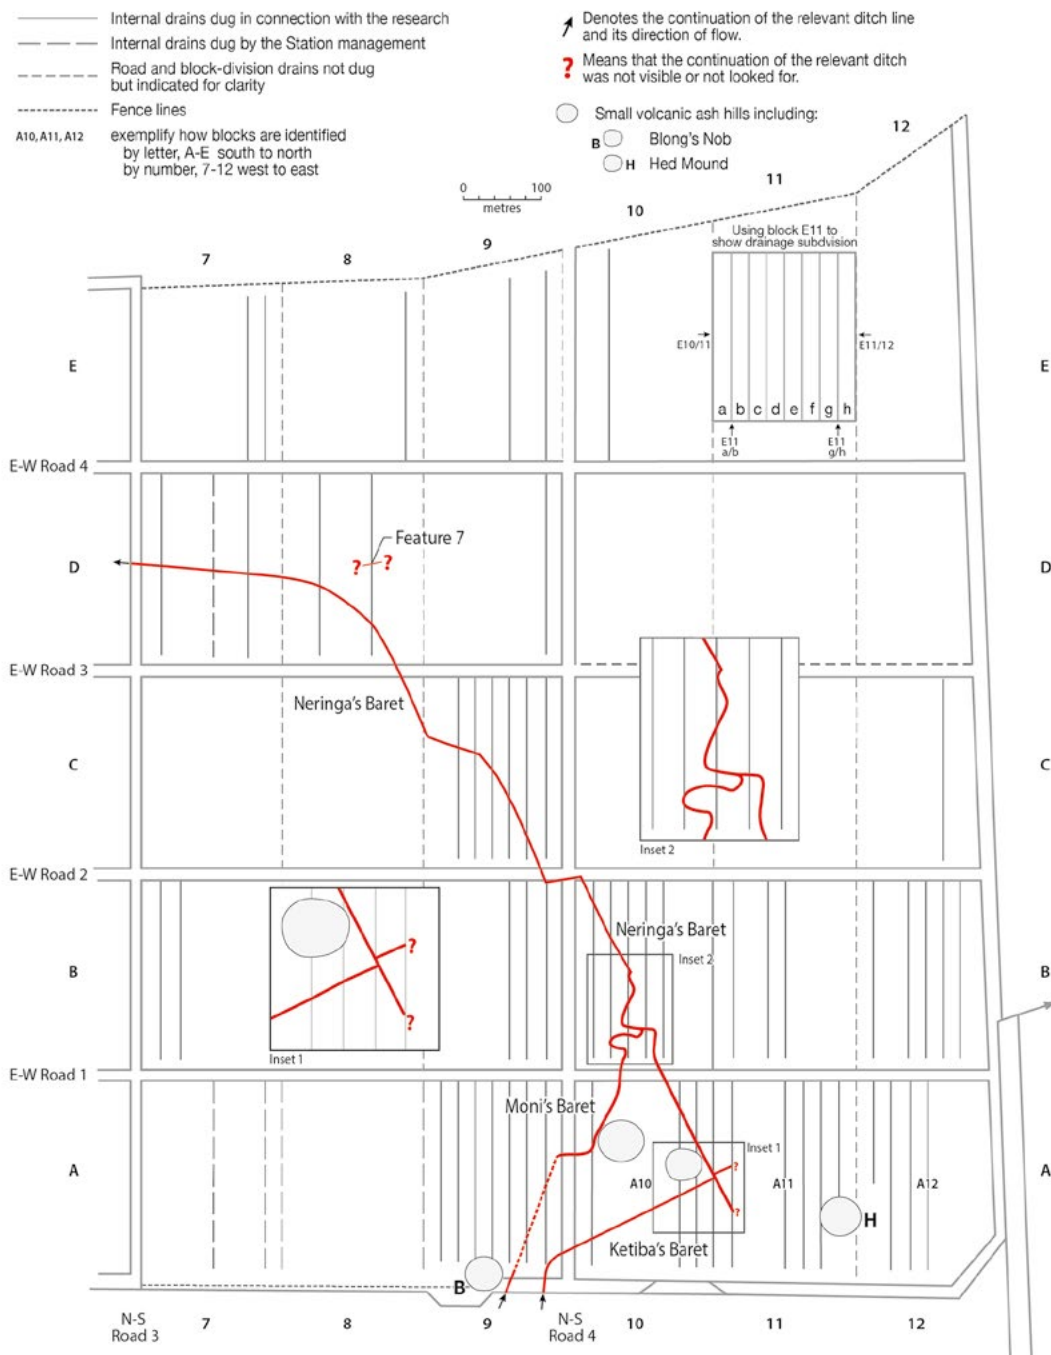 Internal drains dug in connection with the research
Internal drains dug by the Station management
Road and block-division drains not dug
but indicated for clarity
Fence lines
A10, A11, A12 exemplify how blocks are identified
by letter, A-E south to north
by number, 7-12 west to east
Denotes the continuation of the relevant ditch line
and its direction of flow.
? Means that the continuation of the relevant ditch
was not visible or not looked for.
Small volcanic ash hills including:
B Blong's Nob
H Hed Mound
0 100
metres
7 8 9 10 11 12
Using block E11 to
show drainage subdivision
E10/11 E11/12
a b c d e f g h
E11
a/b
E11
g/h
E E
E-W Road 4
Feature 7
? ?
D D
E-W Road 3
Neringa's Baret
C C
Inset 2
E-W Road 2
Neringa's Baret
Inset 2
?
B B
?
Inset 1
E-W Road 1
Moni's Baret
Inset 1
?
A A10 A11 A12 A
?
H
Ketiba's Baret
B
N-S
Road 3
7 8 9
N-S
Road 4
10 11 12